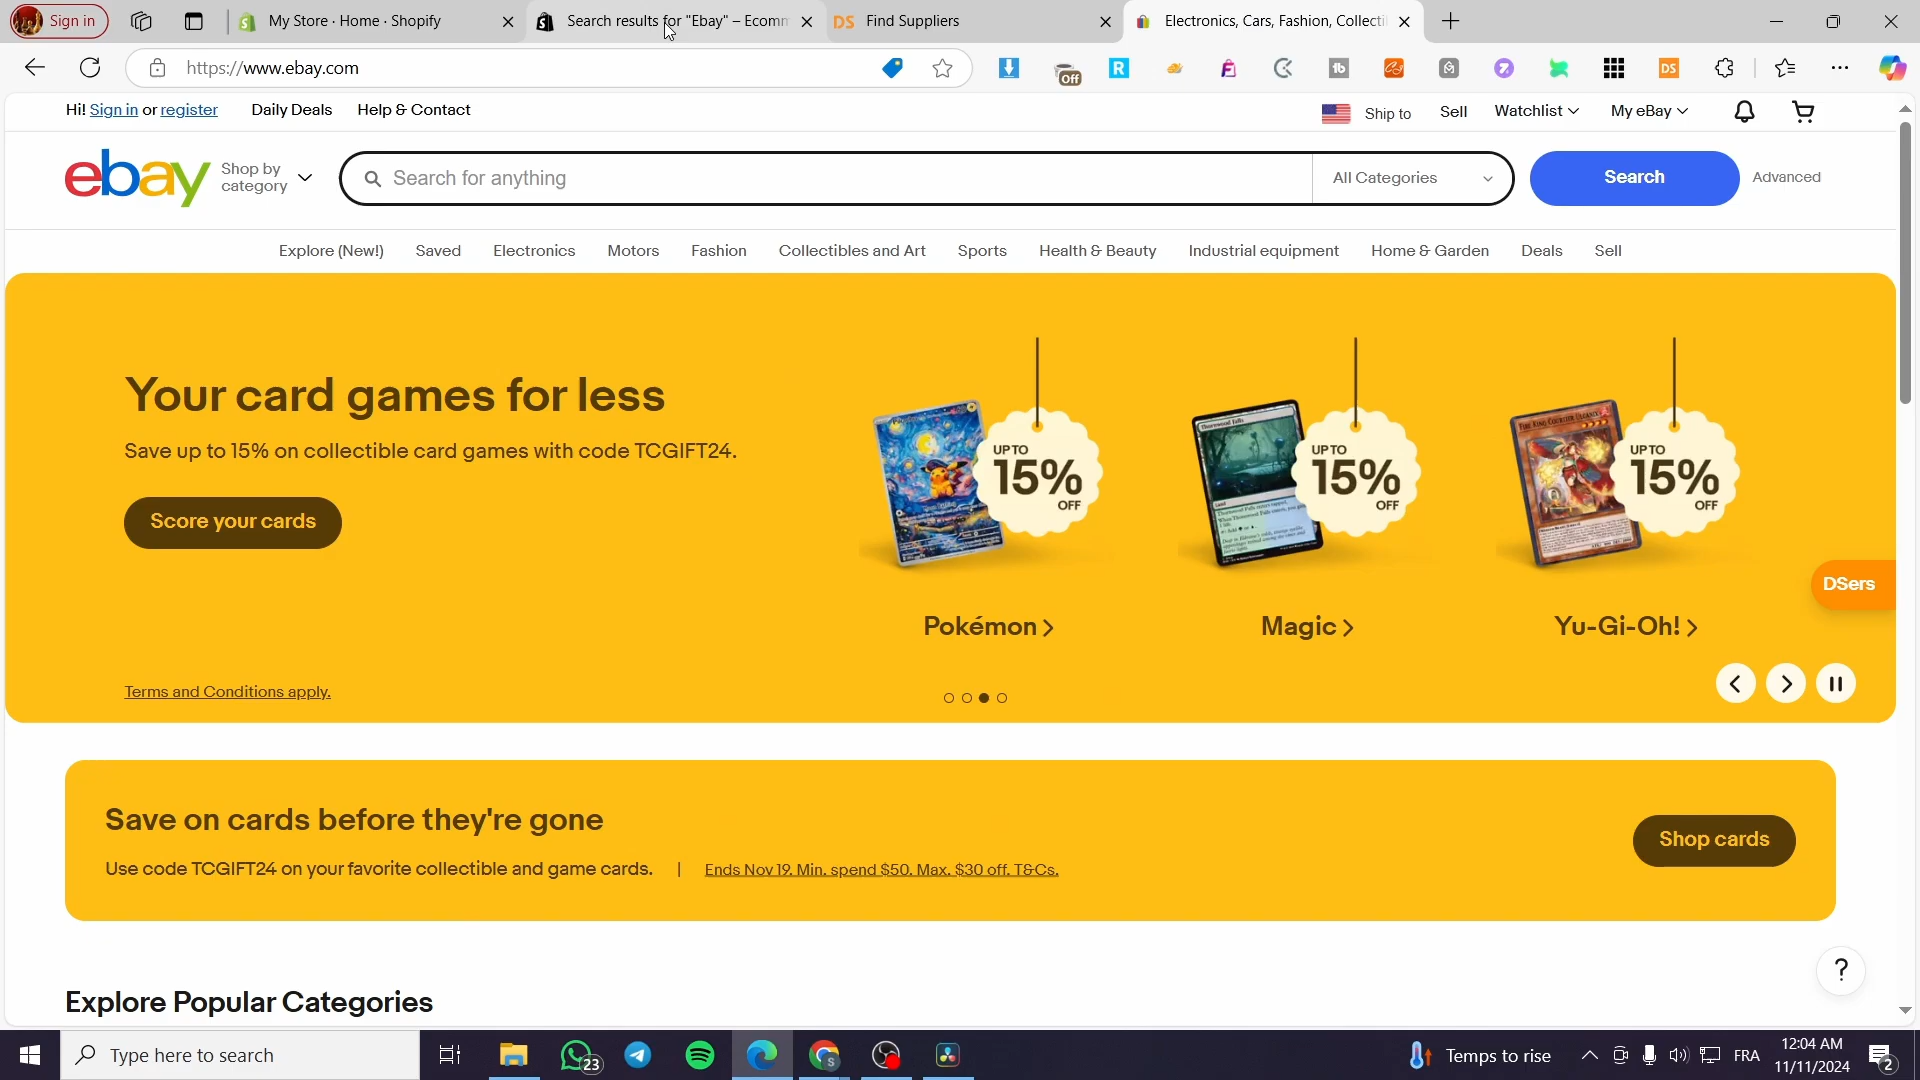 Sign in
My Store · Home · Shopify
Search results for "Ebay" – Ecomm
DS Find Suppliers
Electronics, Cars, Fashion, Collecti
https://www.ebay.com
Off
DS
Hi! Sign in or register
Daily Deals
Help & Contact
Ship to
Sell
Watchlist
My eBay
ebay
Shop by
category
Search for anything
All Categories
Search
Advanced
Explore (New!)
Saved
Electronics
Motors
Fashion
Collectibles and Art
Sports
Health & Beauty
Industrial equipment
Home & Garden
Deals
Sell
Your card games for less
Save up to 15% on collectible card games with code TCGIFT24.
Score your cards
Terms and Conditions apply.
UP TO
15%
OFF
UP TO
15%
OFF
UP TO
15%
OFF
Pokémon
Magic
Yu-Gi-Oh!
DSers
Save on cards before they're gone
Use code TCGIFT24 on your favorite collectible and game cards. | Ends Nov 19. Min. spend $50. Max. $30 off. T&Cs.
Shop cards
?
Explore Popular Categories
Type here to search
23
Temps to rise
FRA
12:04 AM
11/11/2024
2